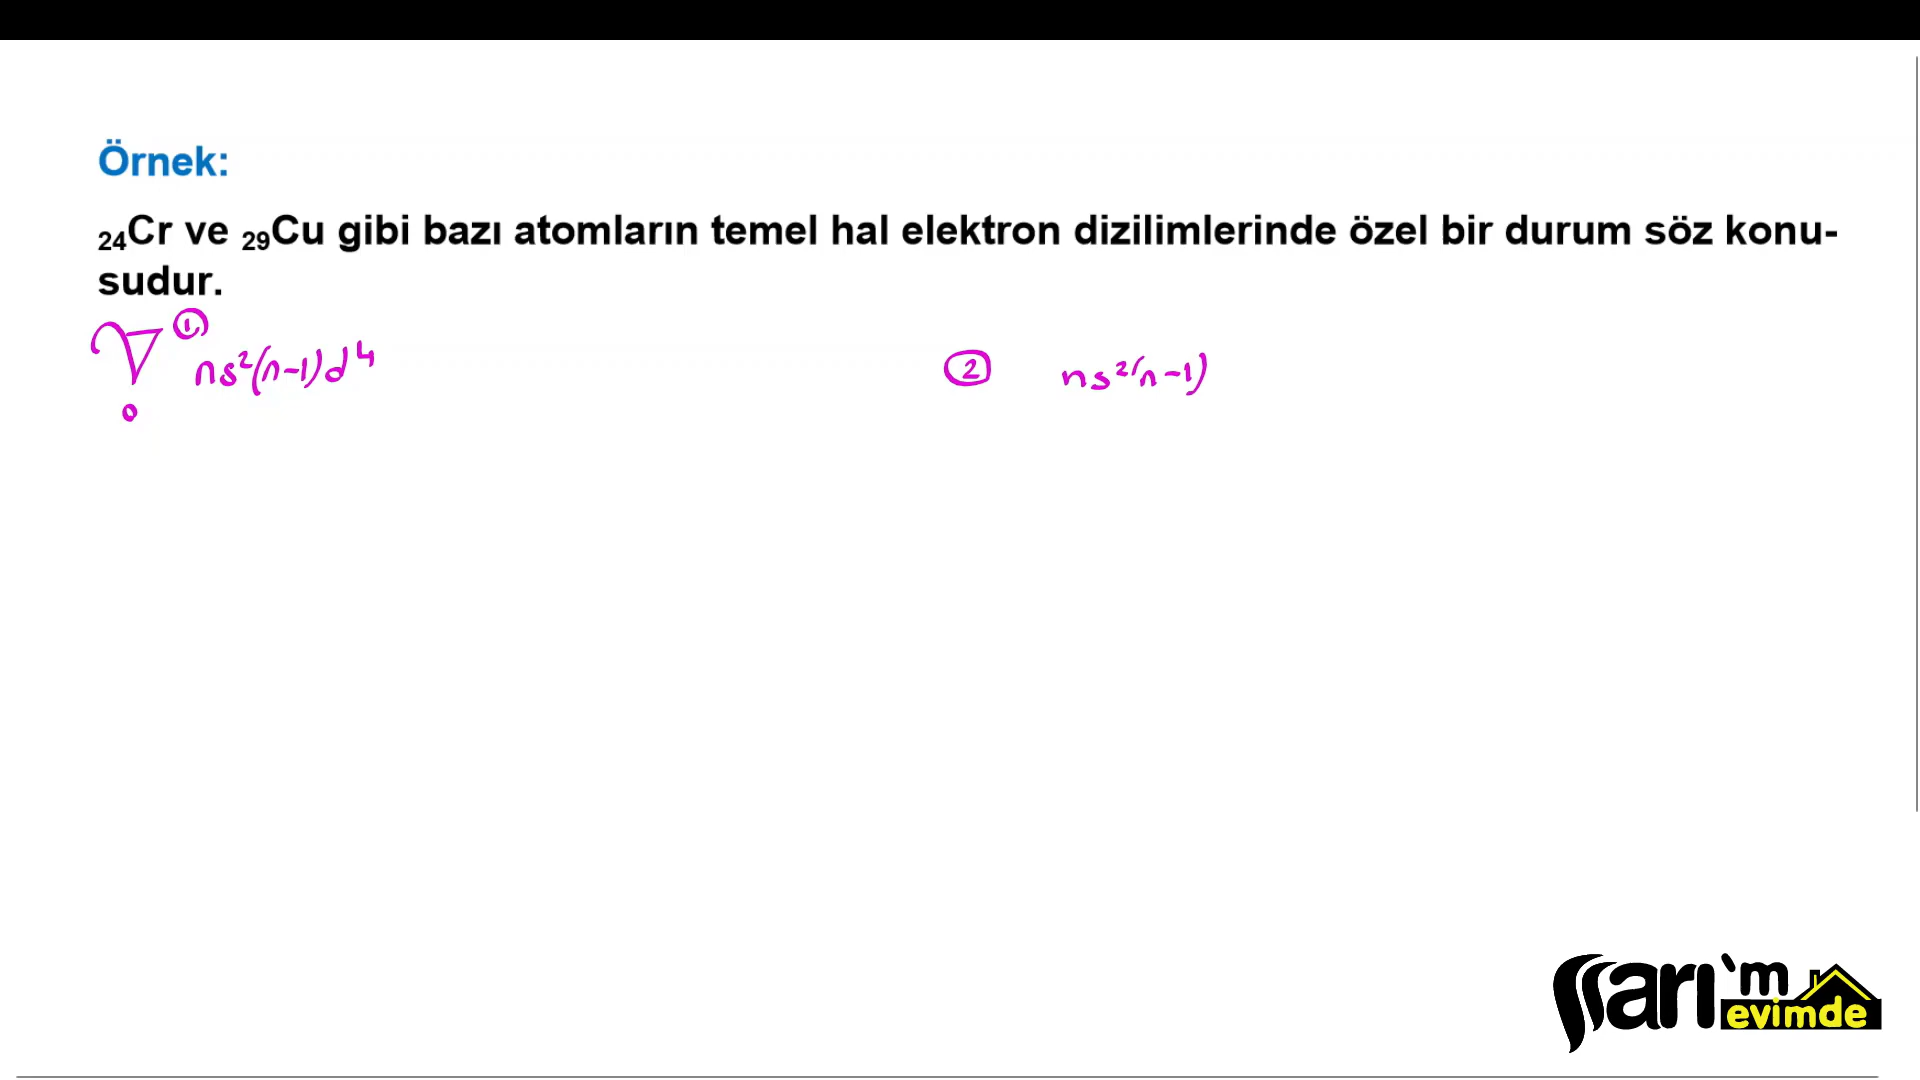 Örnek:
₂₄Cr ve ₂₉Cu gibi bazı atomların temel hal elektron dizilimlerinde özel bir durum söz konu-
sudur.
① ns²(n-1)d⁴
② ns²(n-1)
Sarı'm
evimde